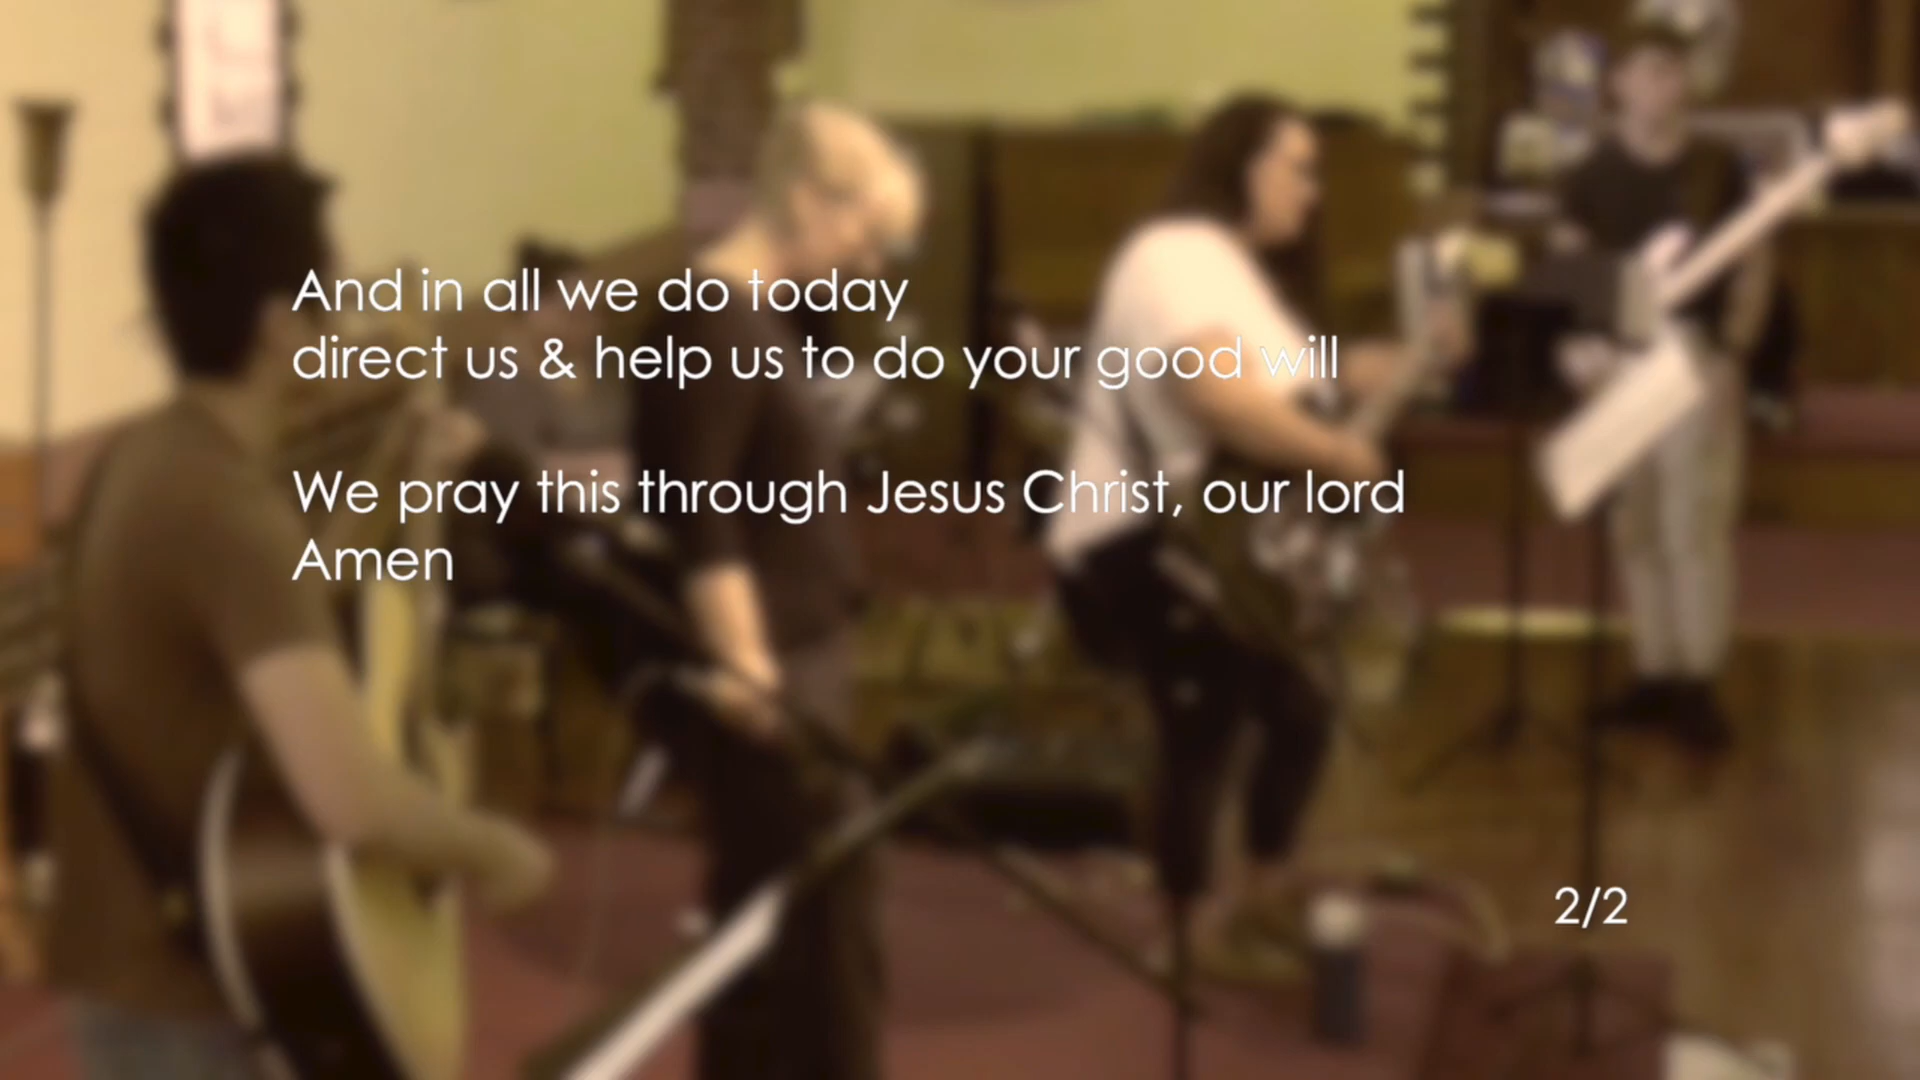 And in all we do today
direct us & help us to do your good will
We pray this through Jesus Christ, our lord
Amen
2/2